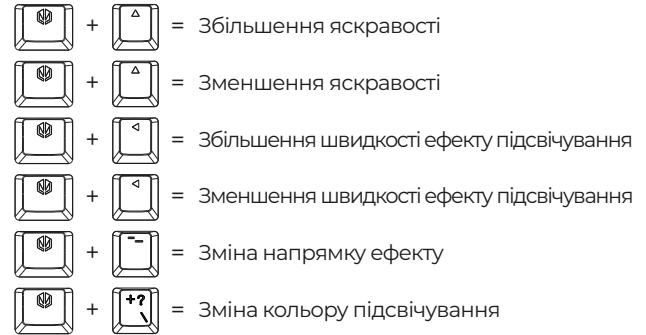 + △ = Збільшення яскравості
+ △ = Зменшення яскравості
+ ◁ = Збільшення швидкості ефекту підсвічування
+ ◁ = Зменшення швидкості ефекту підсвічування
+ -_ = Зміна напрямку ефекту
+ +? \ = Зміна кольору підсвічування